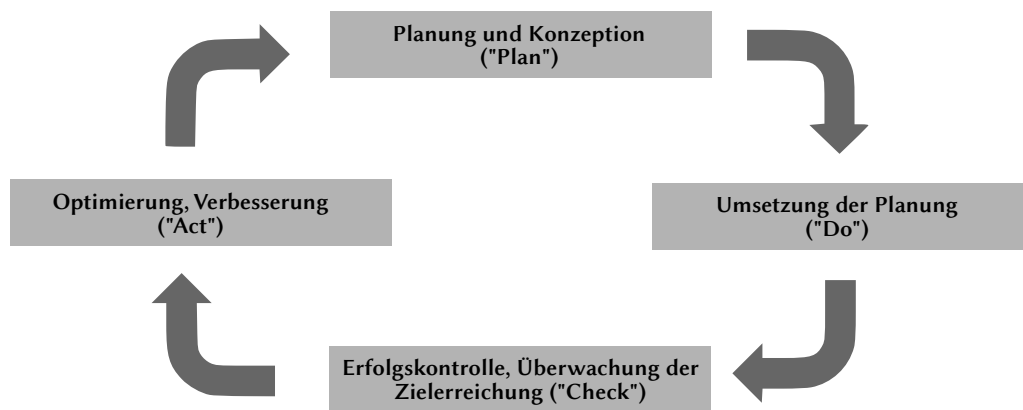 Planung und Konzeption
("Plan")
Optimierung, Verbesserung
("Act")
Umsetzung der Planung
("Do")
Erfolgskontrolle, Überwachung der
Zielerreichung ("Check")